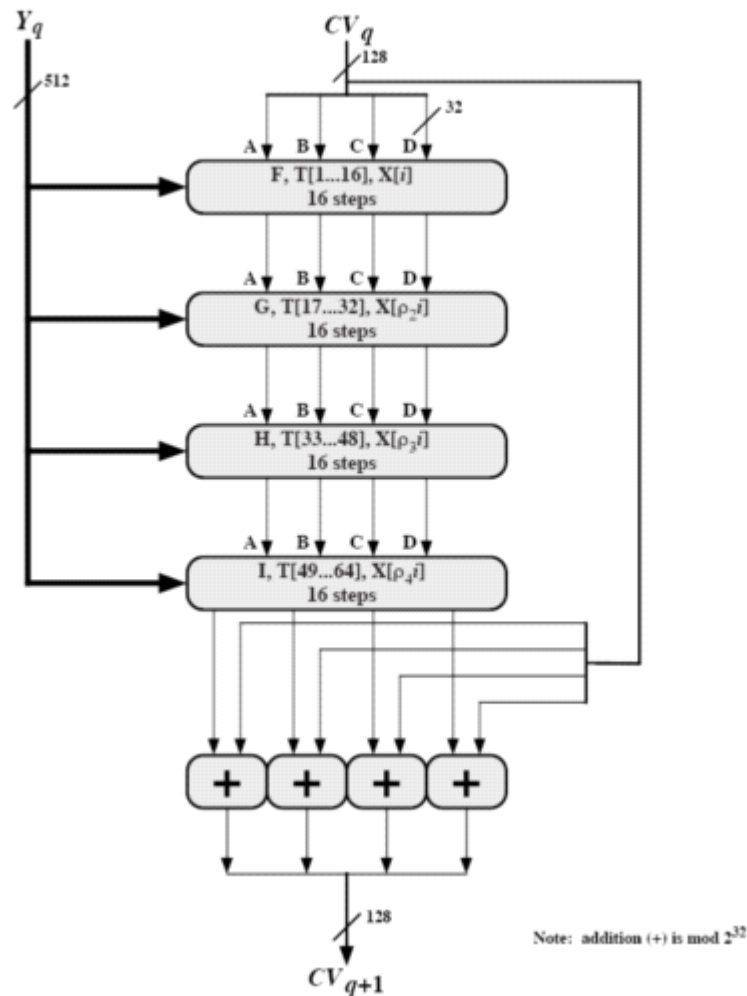 Yq CVq
512 128
32
A B C D
F, T[1...16], X[i]
16 steps
A B C D
G, T[17...32], X[ρ2i]
16 steps
A B C D
H, T[33...48], X[ρ3i]
16 steps
A B C D
I, T[49...64], X[ρ4i]
16 steps
+ + + +
128
Note: addition (+) is mod 2^32
CVq+1